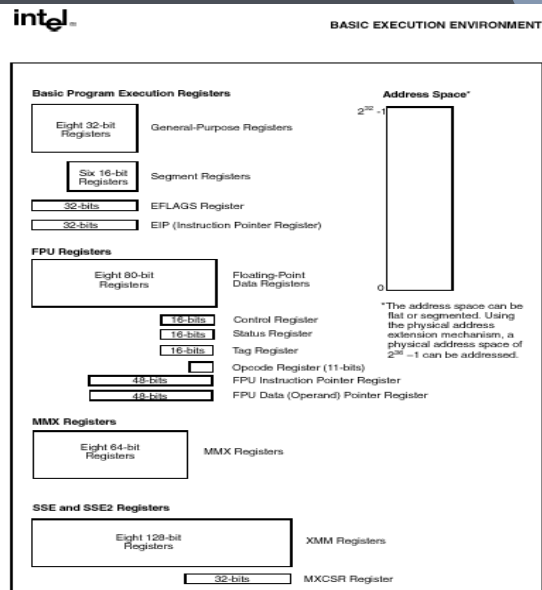 intel®
BASIC EXECUTION ENVIRONMENT
Basic Program Execution Registers
Address Space*
2^32 -1
Eight 32-bit
Registers
General-Purpose Registers
Six 16-bit
Registers
Segment Registers
32-bits
EFLAGS Register
32-bits
EIP (Instruction Pointer Register)
FPU Registers
Eight 80-bit
Registers
Floating-Point
Data Registers
0
*The address space can be
flat or segmented. Using
the physical address
extension mechanism, a
physical address space of
2^36 –1 can be addressed.
16-bits
Control Register
16-bits
Status Register
16-bits
Tag Register
Opcode Register (11-bits)
48-bits
FPU Instruction Pointer Register
48-bits
FPU Data (Operand) Pointer Register
MMX Registers
Eight 64-bit
Registers
MMX Registers
SSE and SSE2 Registers
Eight 128-bit
Registers
XMM Registers
32-bits
MXCSR Register